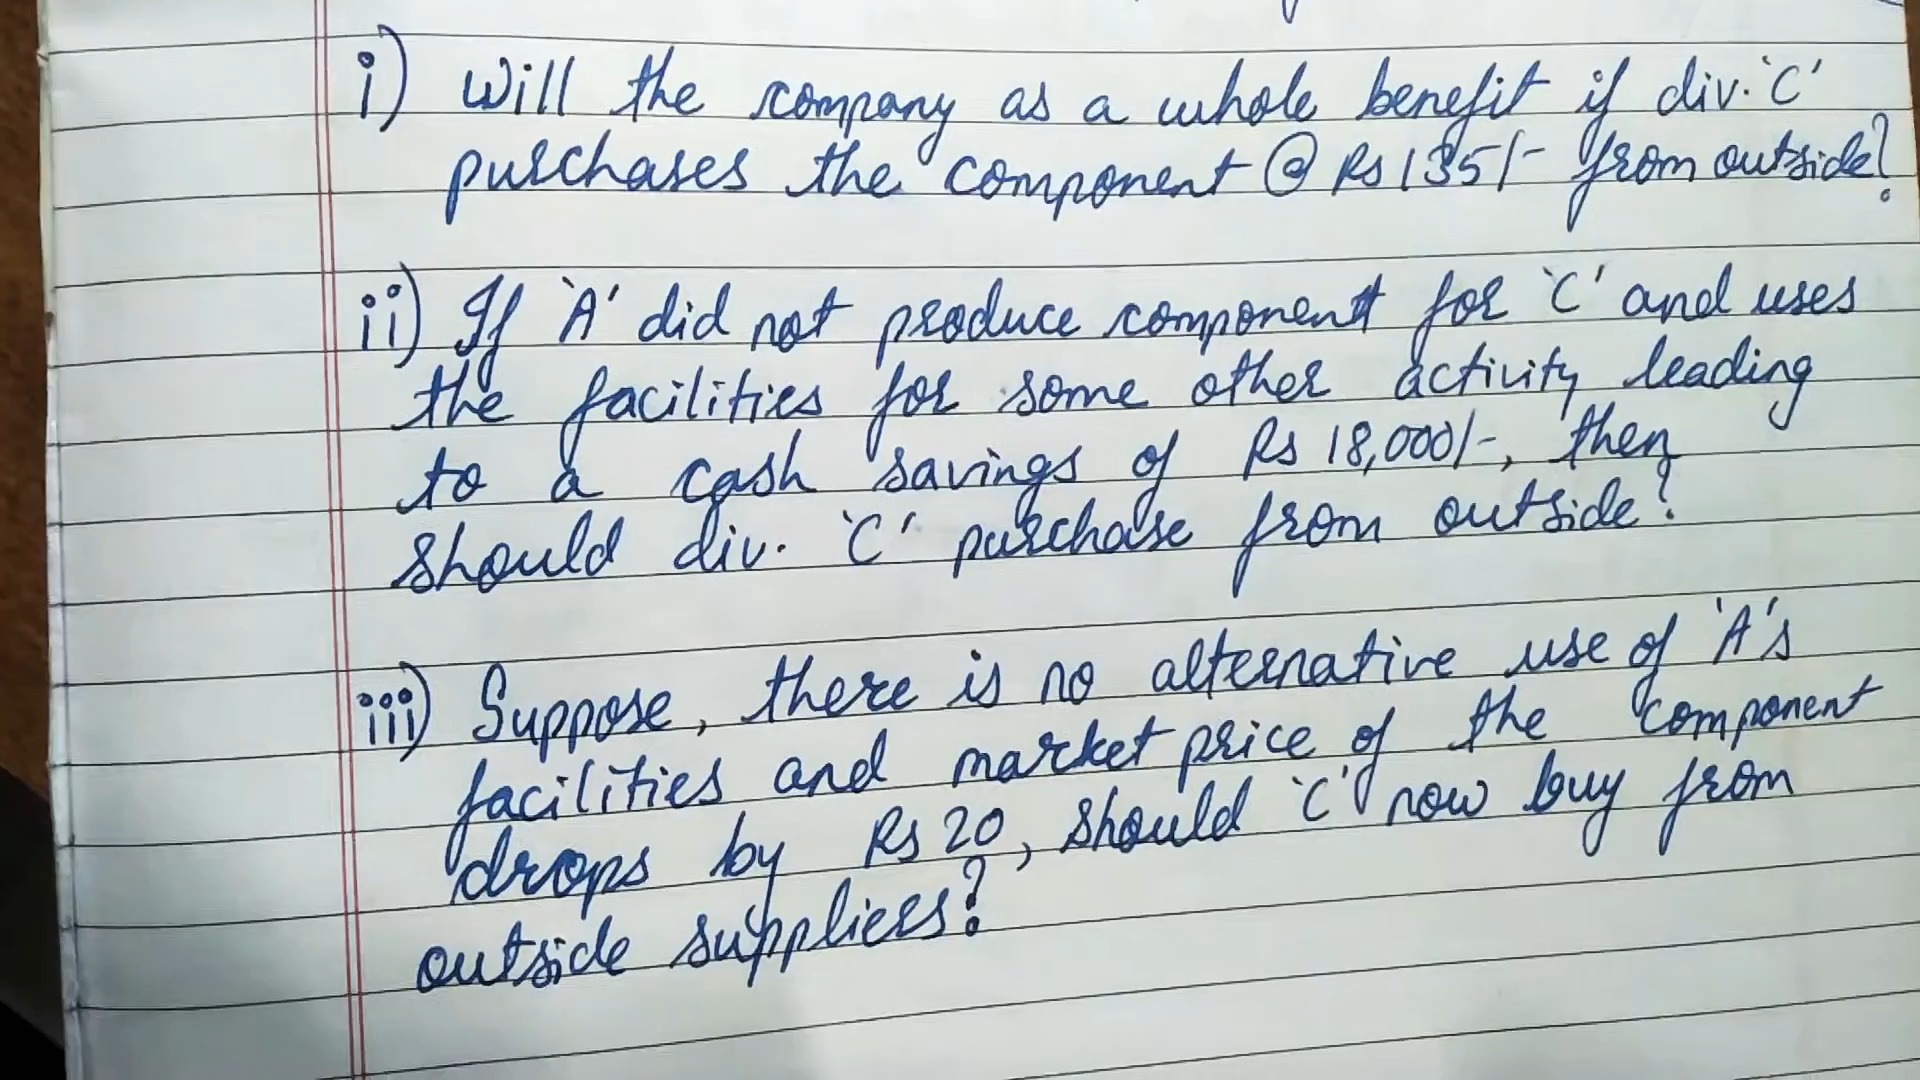 i) Will the company as a whole benefit if div. 'C'
purchases the component @ Rs 135/- from outside?
ii) If 'A' did not produce component for 'C' and uses
the facilities for some other activity leading
to a cash savings of Rs 18,000/-, then
should div. 'C' purchase from outside?
iii) Suppose, there is no alternative use of 'A's
facilities and market price of the component
drops by Rs 20, should 'C' now buy from
outside suppliers?